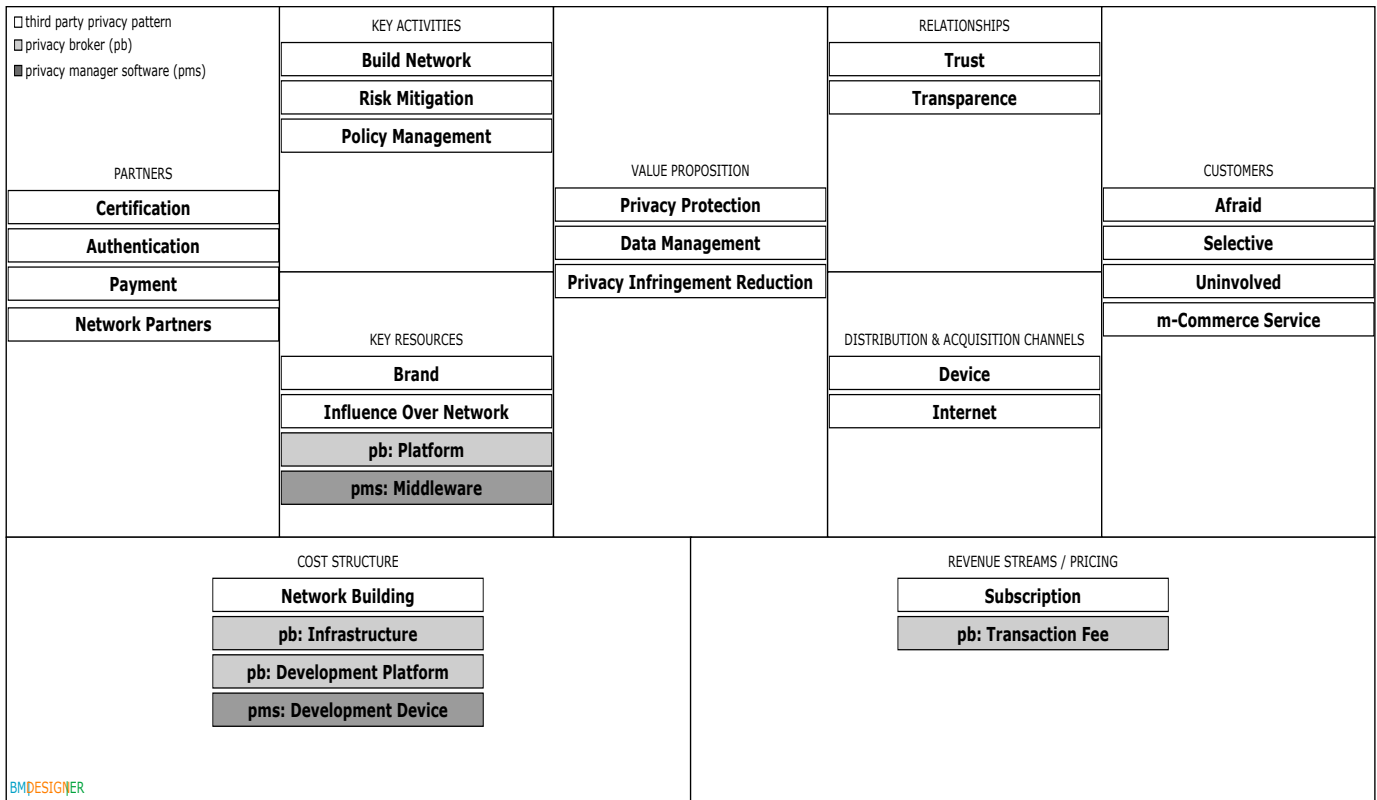 third party privacy pattern
privacy broker (pb)
privacy manager software (pms)
PARTNERS
Certification
Authentication
Payment
Network Partners
KEY ACTIVITIES
Build Network
Risk Mitigation
Policy Management
KEY RESOURCES
Brand
Influence Over Network
pb: Platform
pms: Middleware
VALUE PROPOSITION
Privacy Protection
Data Management
Privacy Infringement Reduction
RELATIONSHIPS
Trust
Transparence
DISTRIBUTION & ACQUISITION CHANNELS
Device
Internet
CUSTOMERS
Afraid
Selective
Uninvolved
m-Commerce Service
COST STRUCTURE
Network Building
pb: Infrastructure
pb: Development Platform
pms: Development Device
REVENUE STREAMS / PRICING
Subscription
pb: Transaction Fee
BM|DESIGN|ER